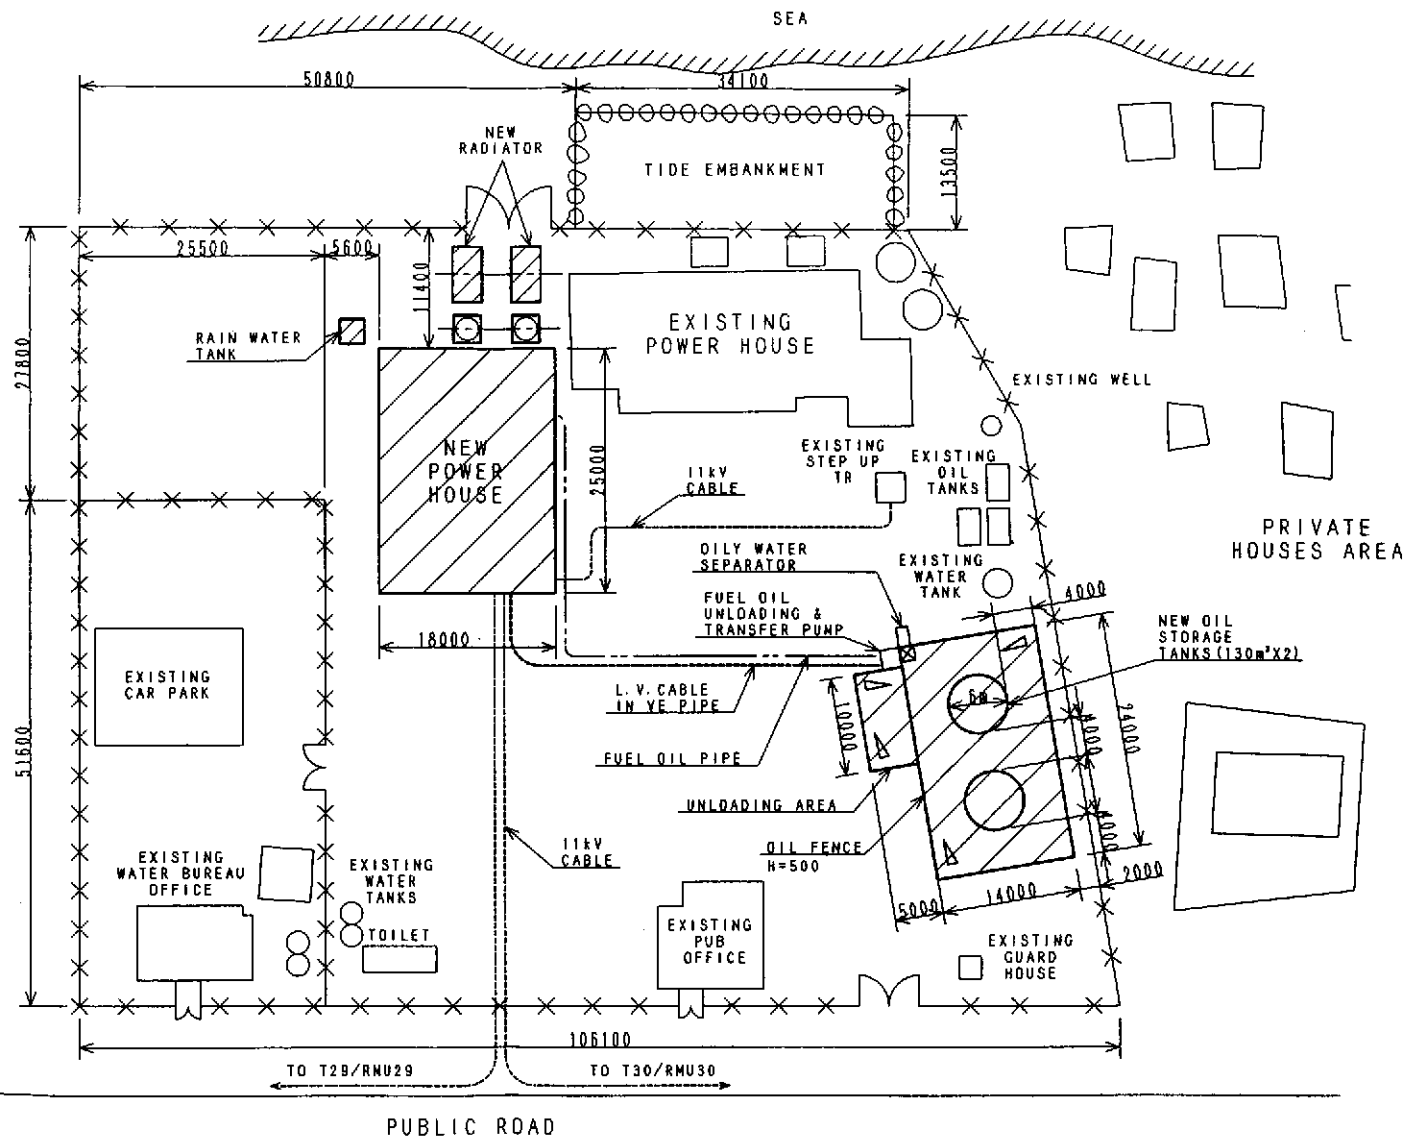 SEA
50800
34100
NEW
RADIATOR
TIDE EMBANKMENT
13500
25500
5600
11400
RAIN WATER
TANK
EXISTING
POWER HOUSE
27800
EXISTING WELL
NEW
POWER
HOUSE
25000
11kV
CABLE
EXISTING
STEP UP
TR
EXISTING
OIL
TANKS
PRIVATE
HOUSES AREA
OILY WATER
SEPARATOR
EXISTING
WATER
TANK
FUEL OIL
UNLOADING &
TRANSFER PUMP
4000
NEW OIL
STORAGE
TANKS(130m³X2)
18000
EXISTING
CAR PARK
L.V.CABLE
IN VE PIPE
6m
10000
4000
24000
51600
FUEL OIL PIPE
UNLOADING AREA
4000
11kV
CABLE
OIL FENCE
H=500
EXISTING
WATER BUREAU
OFFICE
EXISTING
WATER
TANKS
2000
14000
5000
TOILET
EXISTING
PUB
OFFICE
EXISTING
GUARD
HOUSE
106100
TO T29/RMU29
TO T30/RMU30
PUBLIC ROAD